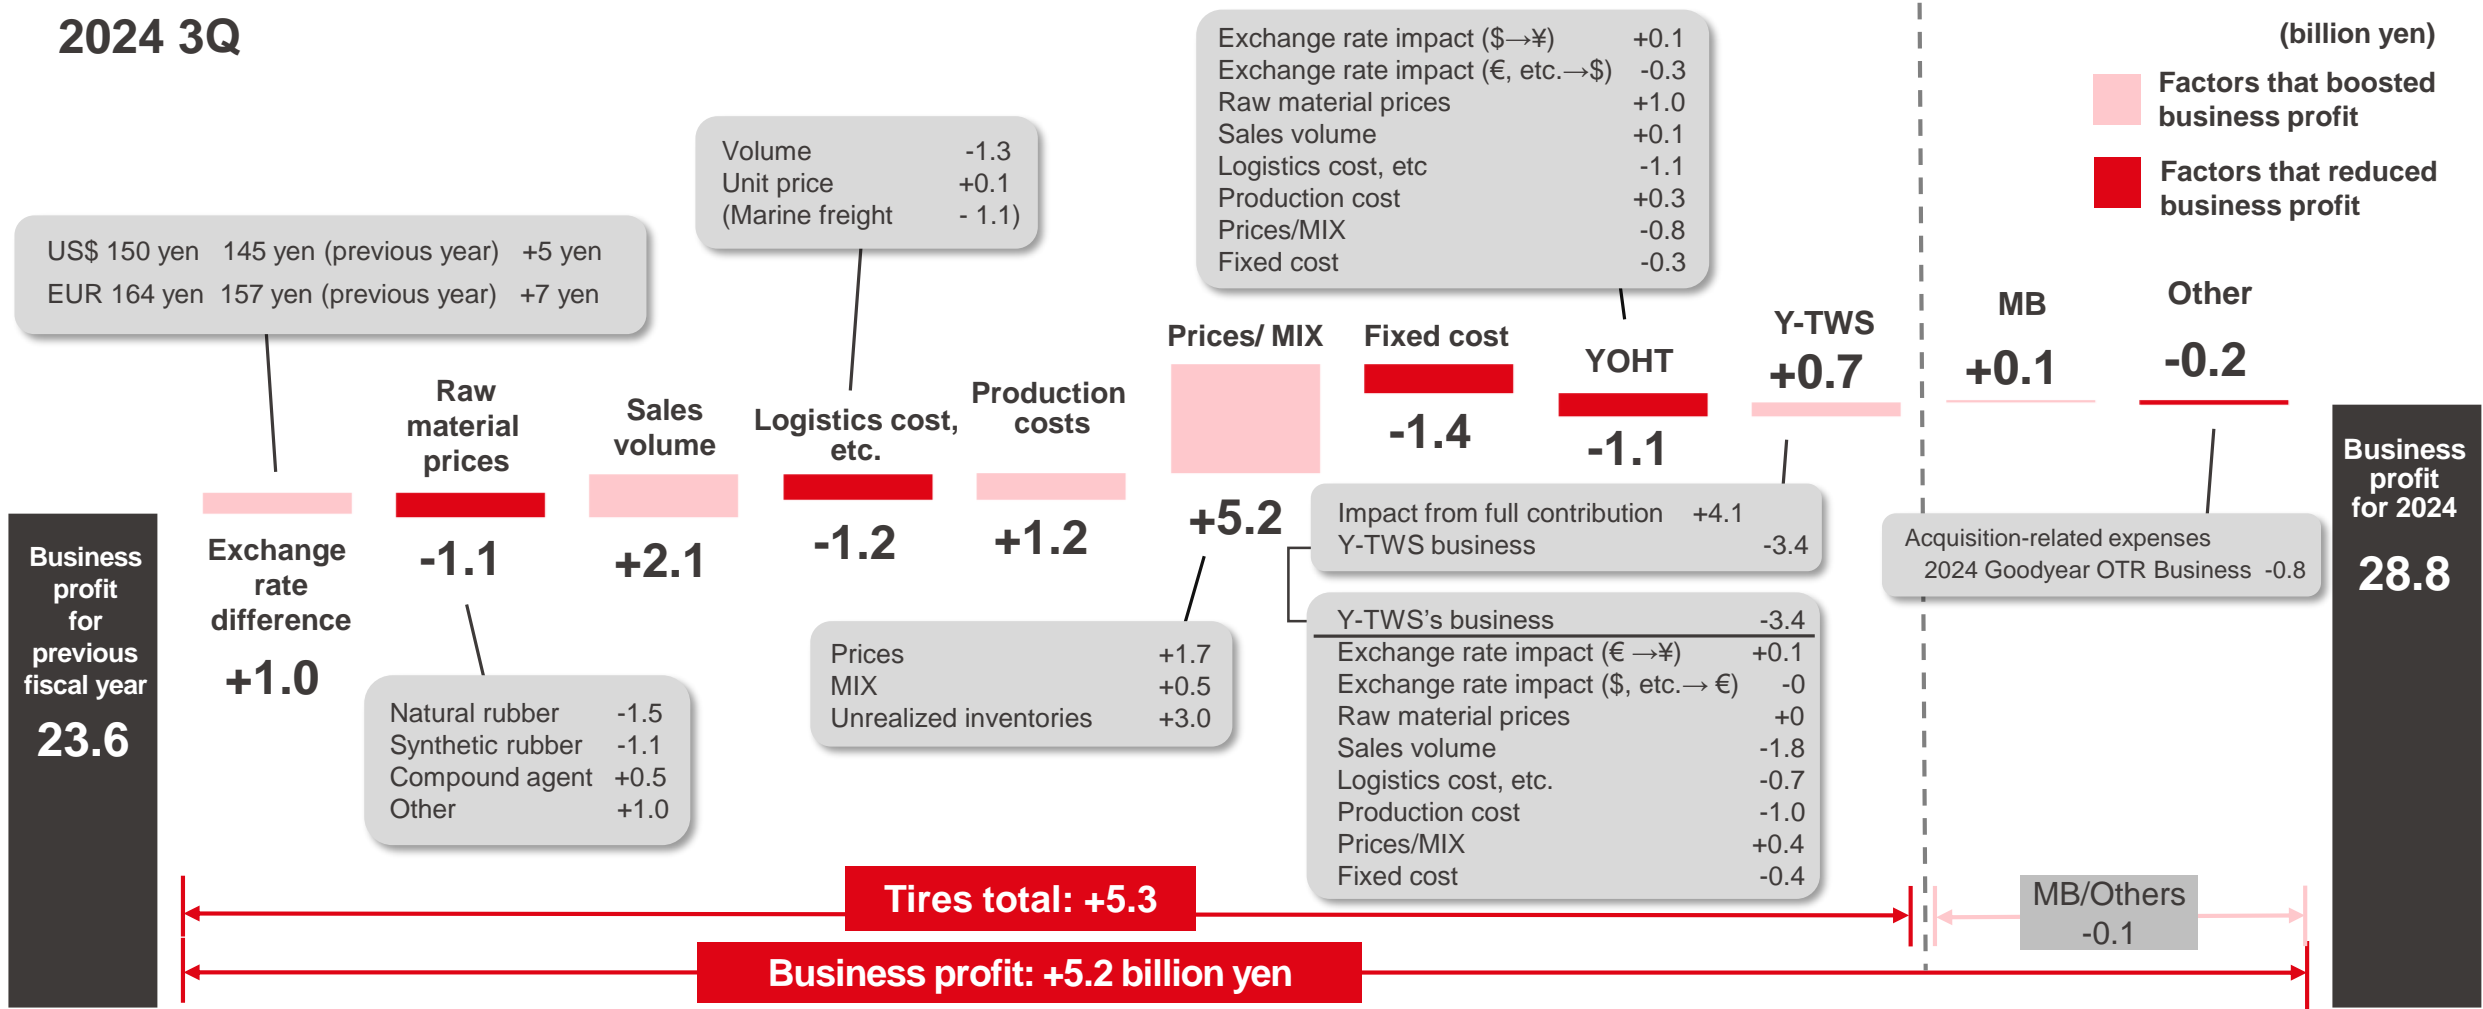 2024 3Q
(billion yen)
Factors that boosted
business profit
Factors that reduced
business profit
US$ 150 yen 145 yen (previous year) +5 yen
EUR 164 yen 157 yen (previous year) +7 yen
Volume -1.3
Unit price +0.1
(Marine freight - 1.1)
Exchange rate impact ($→¥) +0.1
Exchange rate impact (€, etc.→$) -0.3
Raw material prices +1.0
Sales volume +0.1
Logistics cost, etc -1.1
Production cost +0.3
Prices/MIX -0.8
Fixed cost -0.3
Business
profit
for
previous
fiscal year
23.6
Exchange
rate
difference
+1.0
Raw
material
prices
-1.1
Natural rubber -1.5
Synthetic rubber -1.1
Compound agent +0.5
Other +1.0
Sales
volume
+2.1
Logistics cost,
etc.
-1.2
Production
costs
+1.2
Prices/ MIX
+5.2
Prices +1.7
MIX +0.5
Unrealized inventories +3.0
Fixed cost
-1.4
YOHT
-1.1
Y-TWS
+0.7
Impact from full contribution +4.1
Y-TWS business -3.4
Y-TWS's business -3.4
Exchange rate impact (€ →¥) +0.1
Exchange rate impact ($, etc.→ €) -0
Raw material prices +0
Sales volume -1.8
Logistics cost, etc. -0.7
Production cost -1.0
Prices/MIX +0.4
Fixed cost -0.4
MB
+0.1
Other
-0.2
Acquisition-related expenses
2024 Goodyear OTR Business -0.8
Business
profit
for 2024
28.8
Tires total: +5.3
MB/Others
-0.1
Business profit: +5.2 billion yen